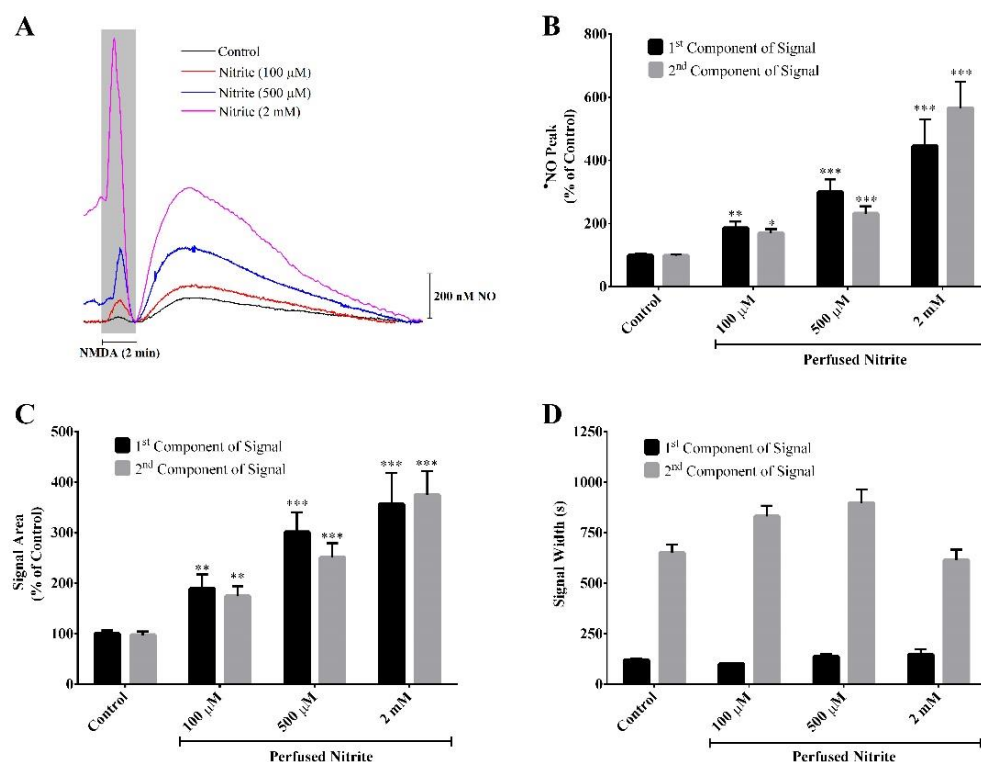 A
Control
Nitrite (100 μM)
Nitrite (500 μM)
Nitrite (2 mM)
200 nM NO
NMDA (2 min)
B
1st Component of Signal
2nd Component of Signal
•NO Peak
(% of Control)
800
600
400
200
0
**
*
***
***
***
***
Control
100 μM
500 μM
2 mM
Perfused Nitrite
C
1st Component of Signal
2nd Component of Signal
Signal Area
(% of Control)
500
400
300
200
100
0
**
**
***
***
***
***
Control
100 μM
500 μM
2 mM
Perfused Nitrite
D
1st Component of Signal
2nd Component of Signal
Signal Width (s)
1250
1000
750
500
250
0
Control
100 μM
500 μM
2 mM
Perfused Nitrite